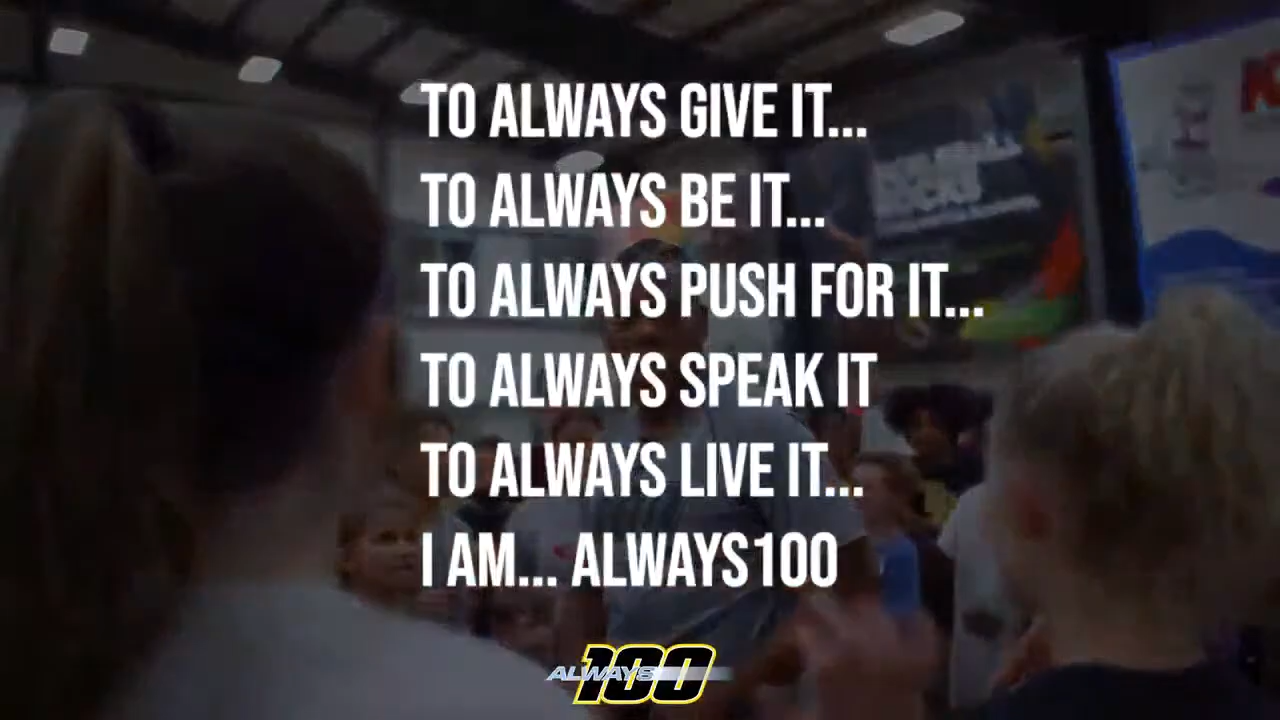 TO ALWAYS GIVE IT...
TO ALWAYS BE IT...
TO ALWAYS PUSH FOR IT...
TO ALWAYS SPEAK IT
TO ALWAYS LIVE IT...
I AM... ALWAYS100
ALWAYS 100